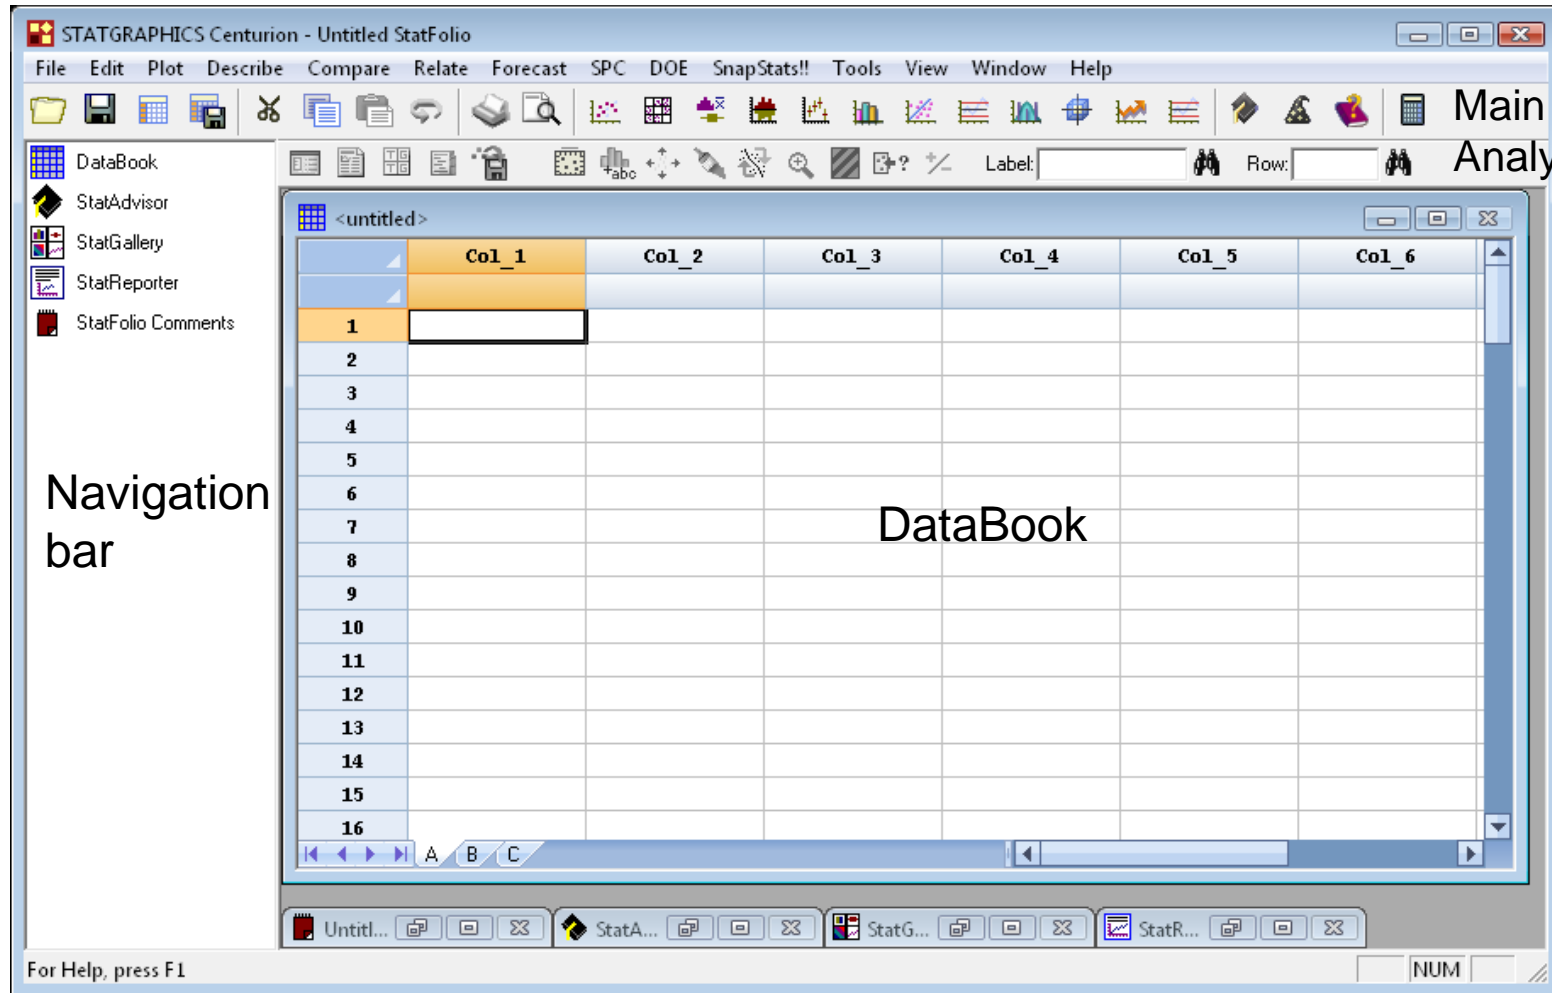 STATGRAPHICS Centurion - Untitled StatFolio
File Edit Plot Describe Compare Relate Forecast SPC DOE SnapStats!! Tools View Window Help
Main
DataBook
Label: Row:
Analy
StatAdvisor
StatGallery
StatReporter
StatFolio Comments
<untitled>
Col_1 Col_2 Col_3 Col_4 Col_5 Col_6
1
2
3
4
5
6
7
8
9
10
11
12
13
14
15
16
Navigation
bar
DataBook
A B C
Untitl... StatA... StatG... StatR...
For Help, press F1
NUM